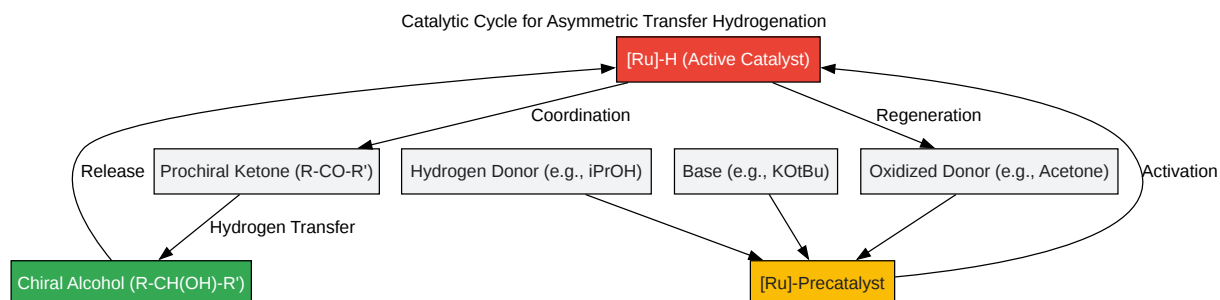 Catalytic Cycle for Asymmetric Transfer Hydrogenation
[Ru]-H (Active Catalyst)
Coordination
Regeneration
Release
Prochiral Ketone (R-CO-R')
Hydrogen Donor (e.g., iPrOH)
Base (e.g., KOtBu)
Oxidized Donor (e.g., Acetone)
Activation
Hydrogen Transfer
Chiral Alcohol (R-CH(OH)-R')
[Ru]-Precatalyst